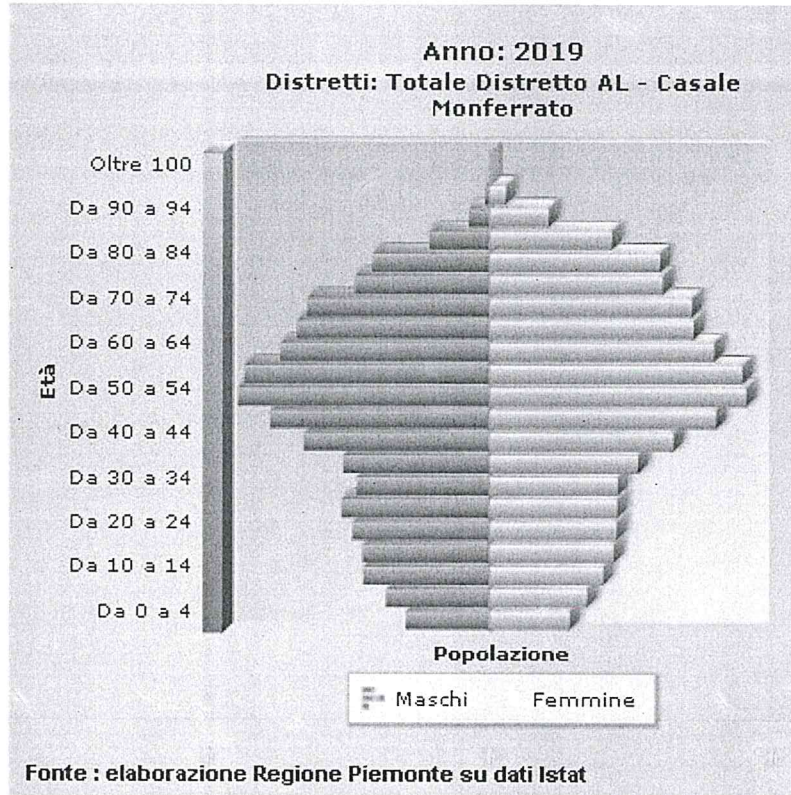 Anno: 2019
Distretti: Totale Distretto AL - Casale
Monferrato
Oltre 100
Da 90 a 94
Da 80 a 84
Da 70 a 74
Da 60 a 64
Da 50 a 54
Da 40 a 44
Da 30 a 34
Da 20 a 24
Da 10 a 14
Da 0 a 4
Età
Popolazione
Maschi Femmine
Fonte : elaborazione Regione Piemonte su dati Istat